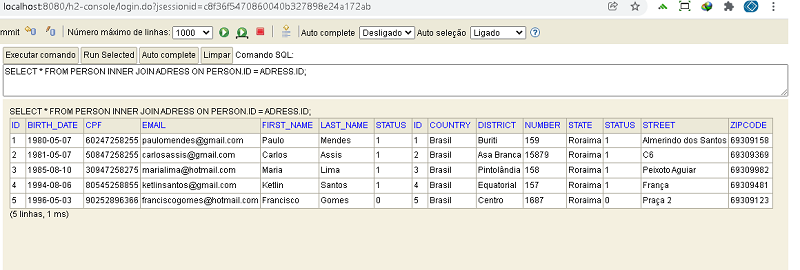 localhost:8080/h2-console/login.do?jsessionid=c8f36f5470860040b327898e24a172ab
mmit Número máximo de linhas: 1000 Auto complete Desligado Auto seleção Ligado
Executar comando Run Selected Auto complete Limpar Comando SQL:
SELECT * FROM PERSON INNER JOIN ADRESS ON PERSON.ID = ADRESS.ID;
SELECT * FROM PERSON INNER JOIN ADRESS ON PERSON.ID = ADRESS.ID;
ID BIRTH_DATE CPF EMAIL FIRST_NAME LAST_NAME STATUS ID COUNTRY DISTRICT NUMBER STATE STATUS STREET ZIPCODE
1 1980-05-07 60247258255 paulomendes@gmail.com Paulo Mendes 1 1 Brasil Buriti 159 Roraima 1 Almerindo dos Santos 69309158
2 1981-05-07 50847258255 carlosassis@gmail.com Carlos Assis 1 2 Brasil Asa Branca 15879 Roraima 1 C6 69309369
3 1985-08-10 30947258275 marialima@hotmail.com Maria Lima 1 3 Brasil Pintolândia 158 Roraima 1 Peixoto Aguiar 69309982
4 1994-08-06 80545258855 ketlinsantos@gmail.com Ketlin Santos 1 4 Brasil Equatorial 157 Roraima 1 França 69309481
5 1996-05-03 90252896366 franciscogomes@hotmail.com Francisco Gomes 0 5 Brasil Centro 1687 Roraima 0 Praça 2 69309123
(5 linhas, 1 ms)